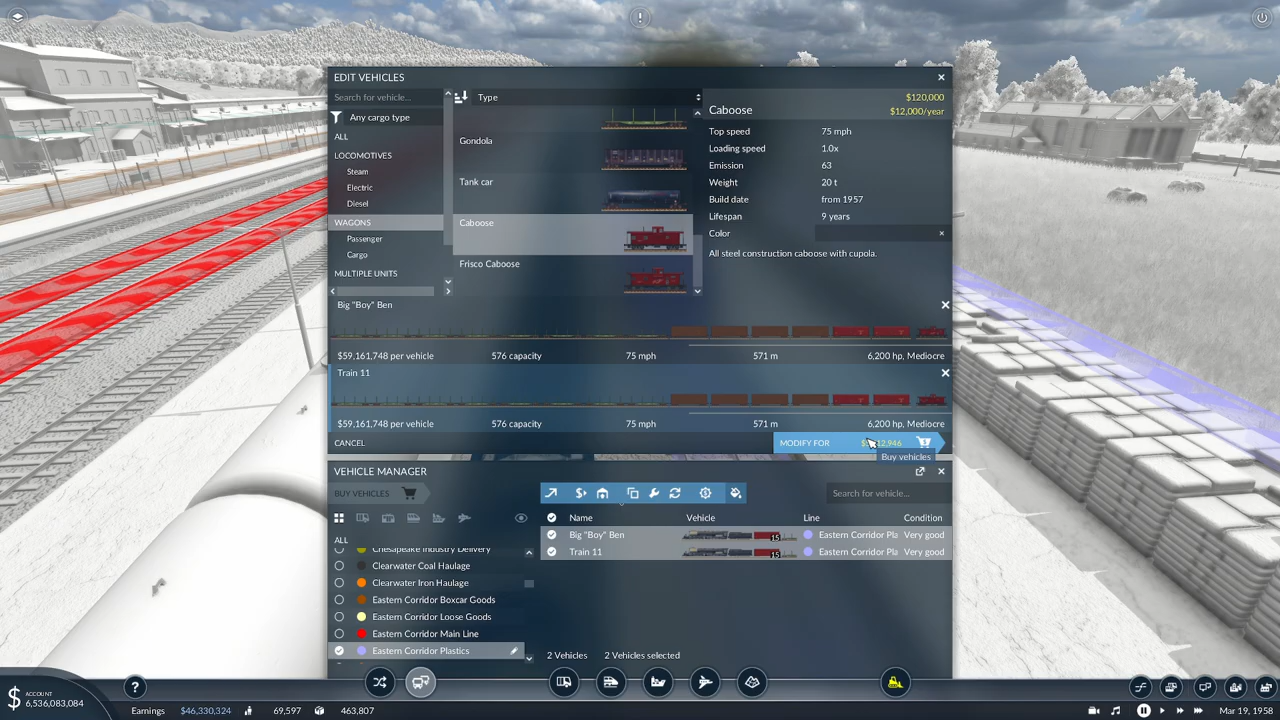 EDIT VEHICLES
Search for vehicle...
Type
Any cargo type
ALL
LOCOMOTIVES
Steam
Electric
Diesel
WAGONS
Passenger
Cargo
MULTIPLE UNITS
Gondola
Tank car
Caboose
Frisco Caboose
Caboose
$120,000
$12,000/year
Top speed 75 mph
Loading speed 1.0x
Emission 63
Weight 20 t
Build date from 1957
Lifespan 9 years
Color
All steel construction caboose with cupola.
Big "Boy" Ben
$59,161,748 per vehicle 576 capacity 75 mph 571 m 6,200 hp, Mediocre
Train 11
$59,161,748 per vehicle 576 capacity 75 mph 571 m 6,200 hp, Mediocre
CANCEL
MODIFY FOR
Buy vehicles
VEHICLE MANAGER
BUY VEHICLES
Search for vehicle...
ALL
Chesapeake Industry Delivery
Clearwater Coal Haulage
Clearwater Iron Haulage
Eastern Corridor Boxcar Goods
Eastern Corridor Loose Goods
Eastern Corridor Main Line
Eastern Corridor Plastics
Name Vehicle Line Condition
Big "Boy" Ben 15 Eastern Corridor Pla Very good
Train 11 15 Eastern Corridor Pla Very good
2 Vehicles 2 Vehicles selected
ACCOUNT
$ 6,536,083,084
?
Earnings $46,330,324 69,597 463,807
Mar 19, 1958